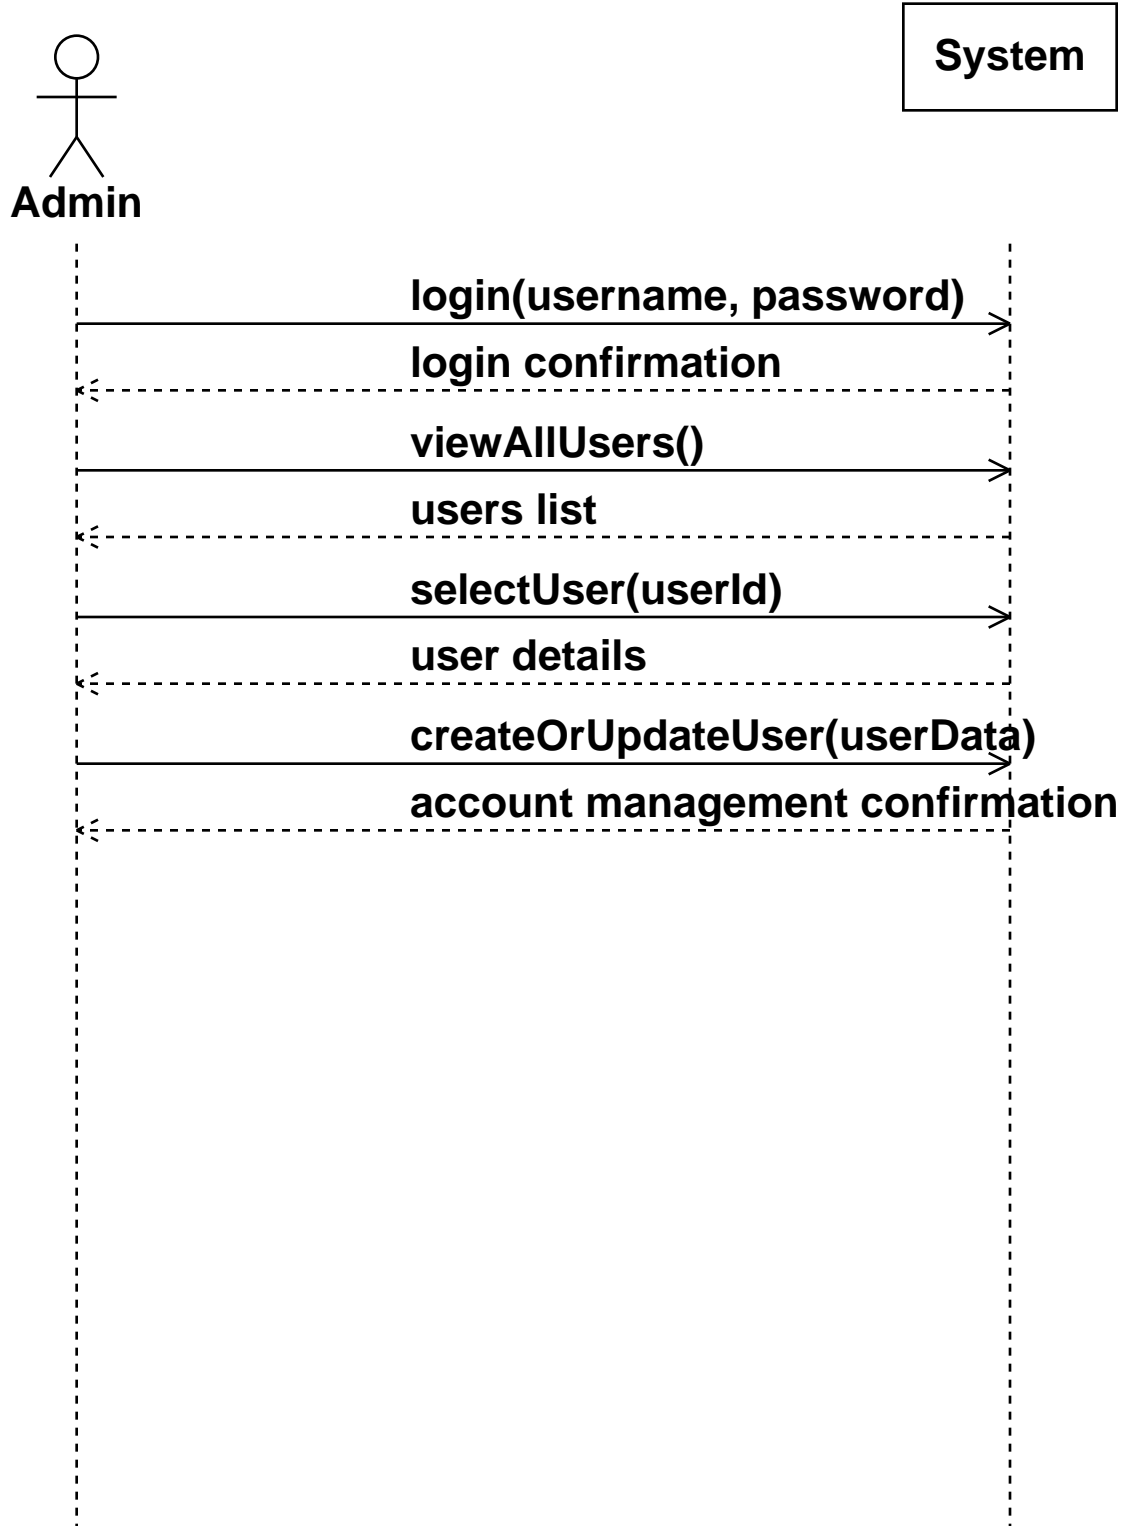 System
Admin
login(username, password)
login confirmation
viewAllUsers()
users list
selectUser(userId)
user details
createOrUpdateUser(userData)
account management confirmation